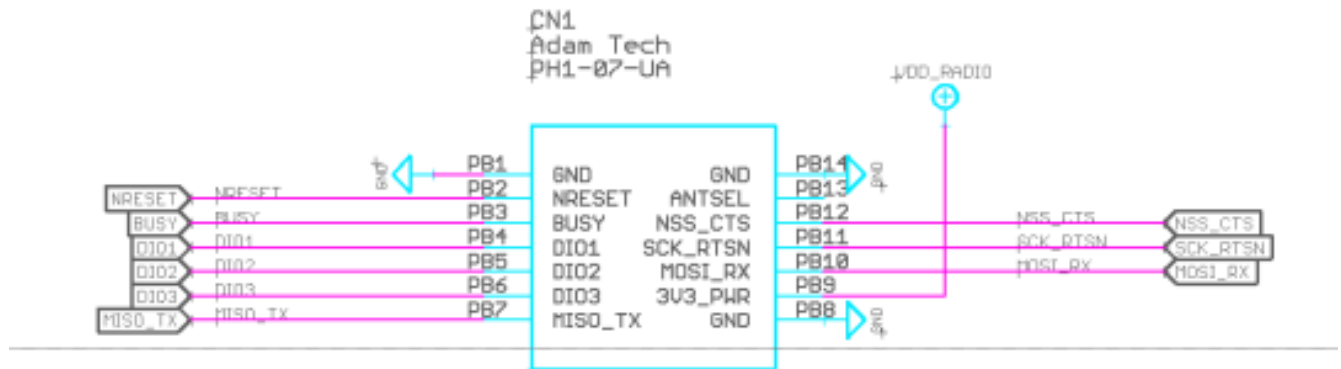 CN1
Adam Tech
PH1-07-UA
VDD_RADIO
GND PB1 GND GND PB14 GND
NRESET NRESET PB2 NRESET ANTSEL PB13
BUSY BUSY PB3 BUSY NSS_CTS PB12 NSS_CTS NSS_CTS
DIO1 DIO1 PB4 DIO1 SCK_RTSN PB11 SCK_RTSN SCK_RTSN
DIO2 DIO2 PB5 DIO2 MOSI_RX PB10 MOSI_RX MOSI_RX
DIO3 DIO3 PB6 DIO3 3V3_PWR PB9
MISO_TX MISO_TX PB7 MISO_TX GND PB8 GND